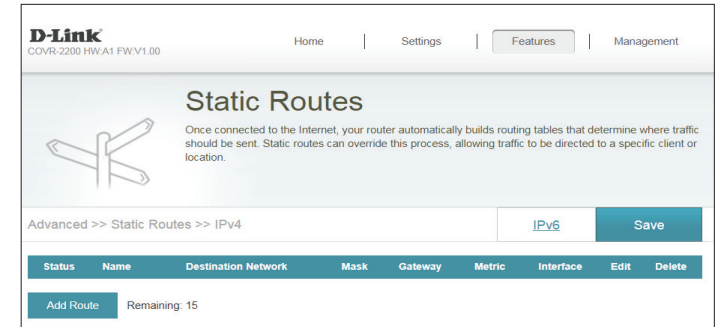 D-Link
COVR-2200 HW:A1 FW:V1.00
Home | Settings | Features | Management
Static Routes
Once connected to the Internet, your router automatically builds routing tables that determine where traffic
should be sent. Static routes can override this process, allowing traffic to be directed to a specific client or
location.
Advanced >> Static Routes >> IPv4
IPv6
Save
Status Name Destination Network Mask Gateway Metric Interface Edit Delete
Add Route Remaining: 15